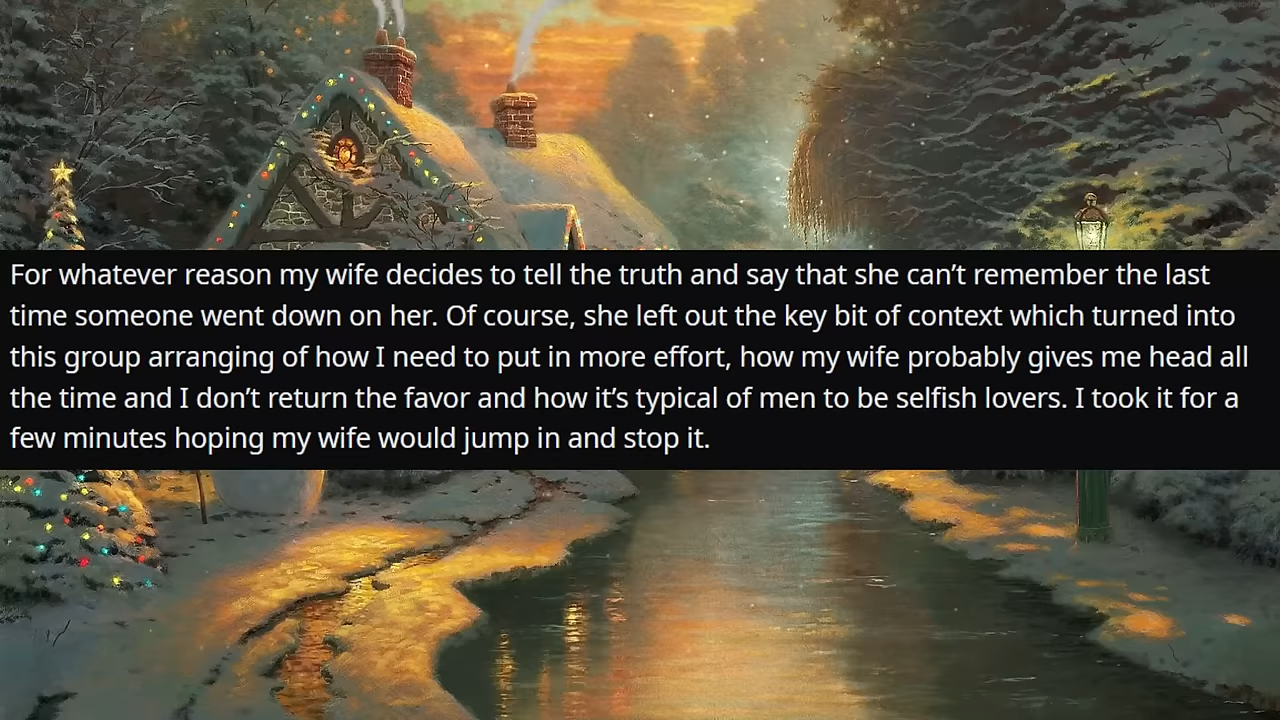 For whatever reason my wife decides to tell the truth and say that she can’t remember the last
time someone went down on her. Of course, she left out the key bit of context which turned into
this group arranging of how I need to put in more effort, how my wife probably gives me head all
the time and I don’t return the favor and how it’s typical of men to be selfish lovers. I took it for a
few minutes hoping my wife would jump in and stop it.